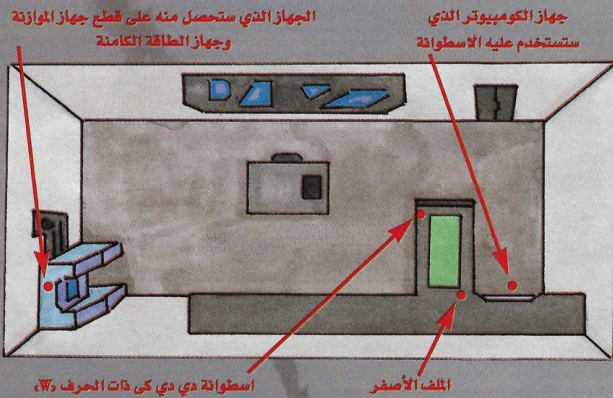 جهاز الكومبيوتر الذي
ستستخدم عليه الاسطوانة
الجهاز الذي ستحصل منه على قطع جهاز الموازنة
وجهاز الطاقة الكامنة
الملف الأصفر
اسطوانة دي دي كي ذات الحرف «W»